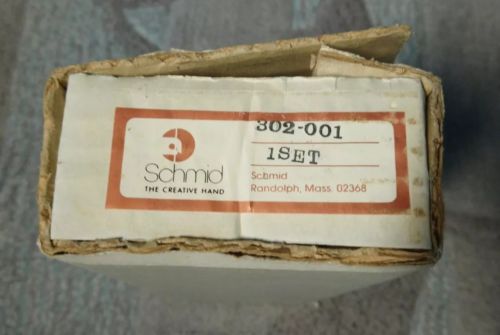 302-001
1SET
Schmid
THE CREATIVE HAND
Schmid
Randolph, Mass. 02368